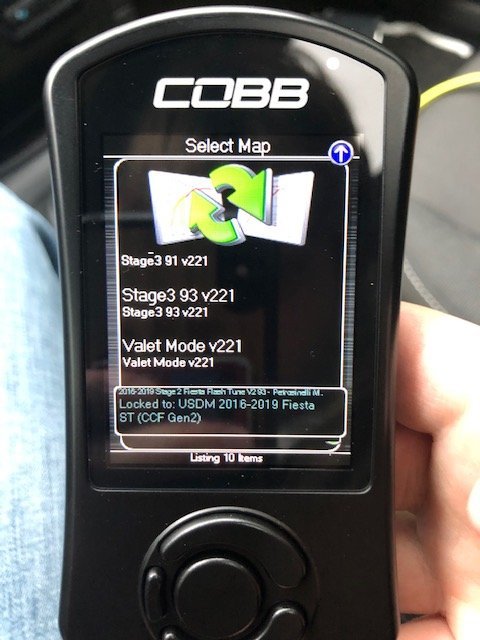 COBB
Select Map
Stage3 91 v221
Stage3 93 v221
Stage3 93 v221
Valet Mode v221
Valet Mode v221
2016-2019 Stage 2 Fiesta Flash Tune V2 93 - Petrosinelli M..
Locked to: USDM 2016-2019 Fiesta
ST (CCF Gen2)
Listing 10 Items